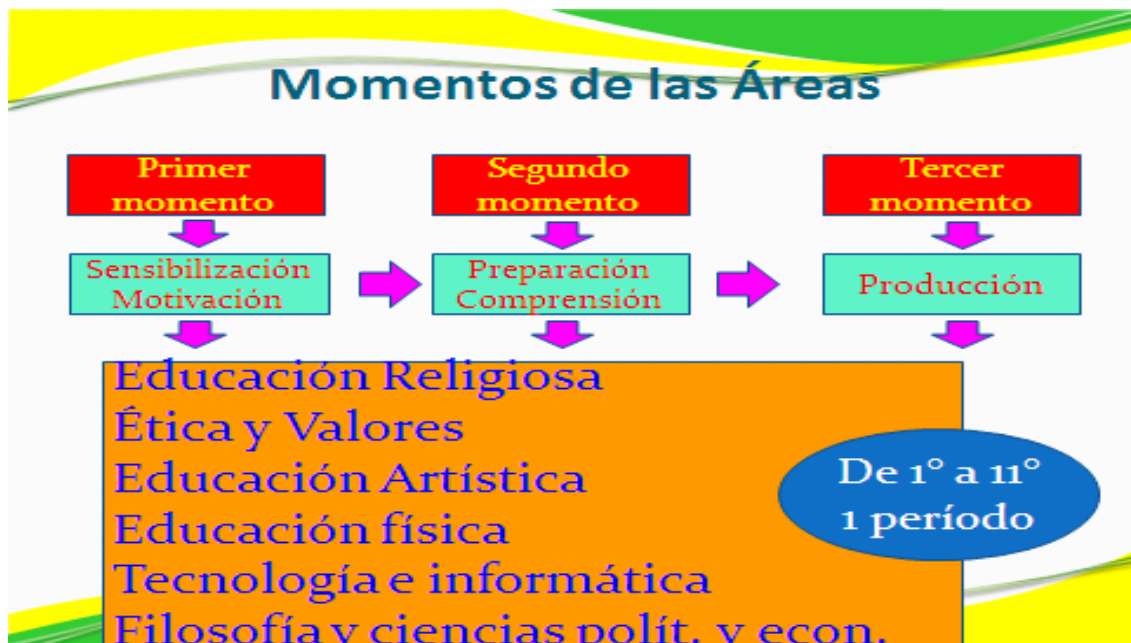 Momentos de las Áreas
Primer
momento
Segundo
momento
Tercer
momento
Sensibilización
Motivación
Preparación
Comprensión
Producción
Educación Religiosa
Ética y Valores
Educación Artística
Educación física
Tecnología e informática
Filosofía y ciencias polít. y econ.
De 1° a 11°
1 período